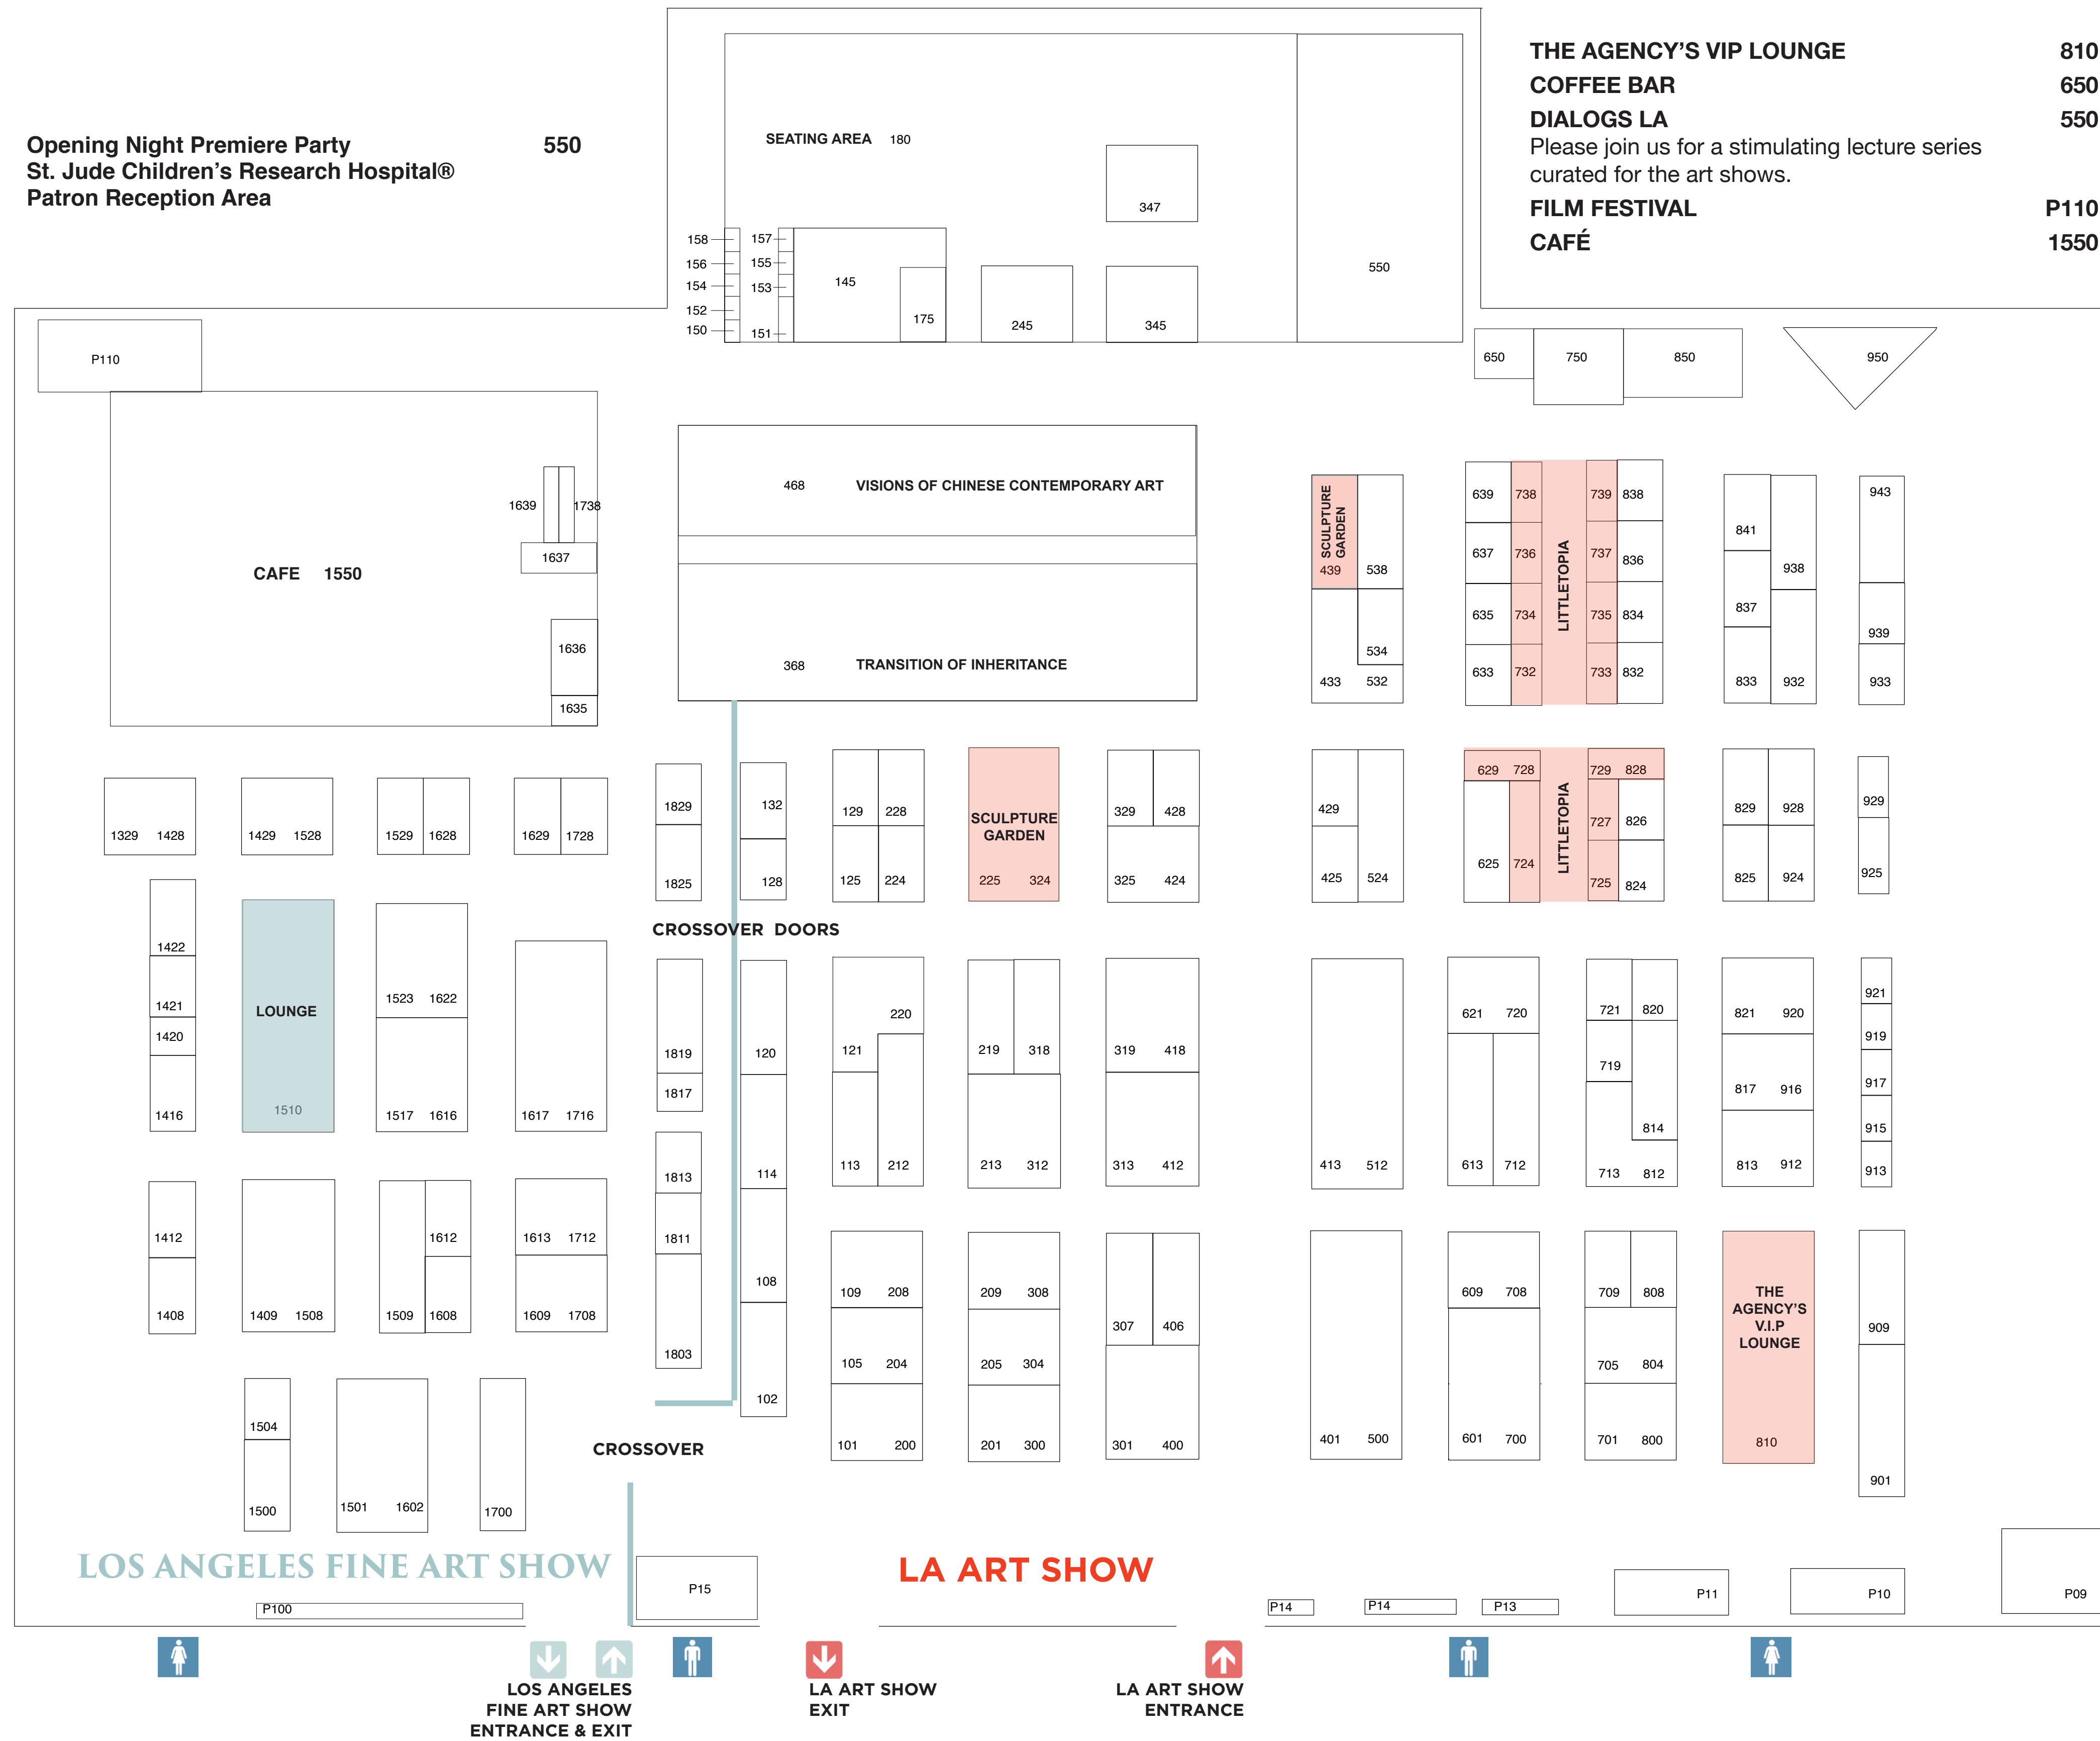 THE AGENCY'S VIP LOUNGE 810
COFFEE BAR 650
DIALOGS LA 550
Please join us for a stimulating lecture series
curated for the art shows.
FILM FESTIVAL P110
CAFÉ 1550
Opening Night Premiere Party 550
St. Jude Children's Research Hospital®
Patron Reception Area
SEATING AREA 180
347
158 157
156 155
154 153
152
150 151
145
175
245
345
550
P110
650 750 850 950
CAFE 1550
1639 1738
1637
1636
1635
468 VISIONS OF CHINESE CONTEMPORARY ART
368 TRANSITION OF INHERITANCE
SCULPTURE
GARDEN
439 538
534
433 532
639 738 739 838
637 736 737 836
635 734 735 834
633 732 733 832
LITTLETOPIA
841
938
837
833 932
943
939
933
1329 1428
1429 1528
1529 1628
1629 1728
1829
1825
132
128
129 228
125 224
SCULPTURE
GARDEN
225 324
329 428
325 424
429
425 524
629 728 729 828
727 826
625 724
725 824
LITTLETOPIA
829 928
825 924
929
925
CROSSOVER DOORS
1422
1421
1420
1416
LOUNGE
1510
1523 1622
1517 1616
1617 1716
1819
1817
1813
1811
1803
120
114
108
102
220
121
113 212
219 318
213 312
319 418
313 412
413 512
621 720
613 712
721 820
719
814
713 812
821 920
817 916
813 912
921
919
917
915
913
1412
1408
1409 1508
1612
1509 1608
1613 1712
1609 1708
109 208
105 204
101 200
209 308
205 304
201 300
307 406
301 400
401 500
609 708
601 700
709 808
705 804
701 800
THE
AGENCY'S
V.I.P
LOUNGE
810
909
901
1504
1500
1501 1602
1700
CROSSOVER
LOS ANGELES FINE ART SHOW
LA ART SHOW
P100
P15
P14
P14
P13
P11
P10
P09
LOS ANGELES
FINE ART SHOW
ENTRANCE & EXIT
LA ART SHOW
EXIT
LA ART SHOW
ENTRANCE